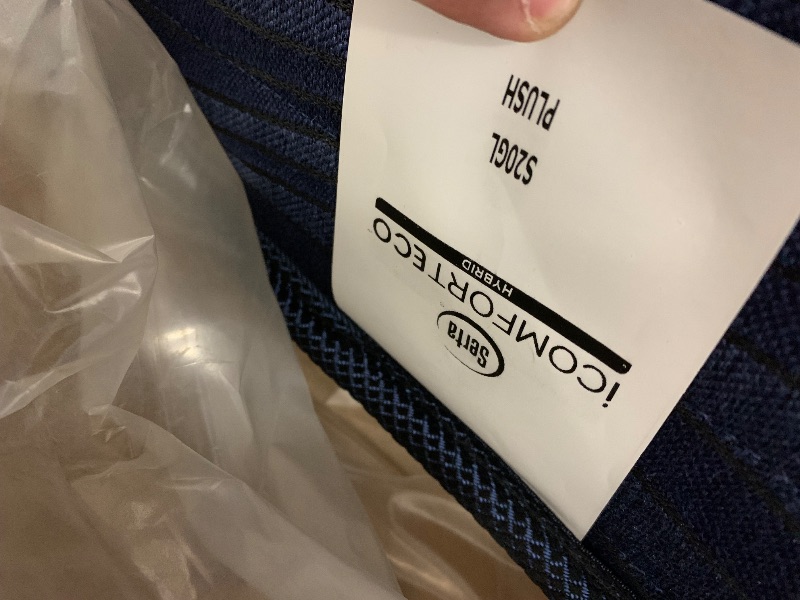 Serta
iCOMFORTECO
HYBRID
S20GL
PLUSH